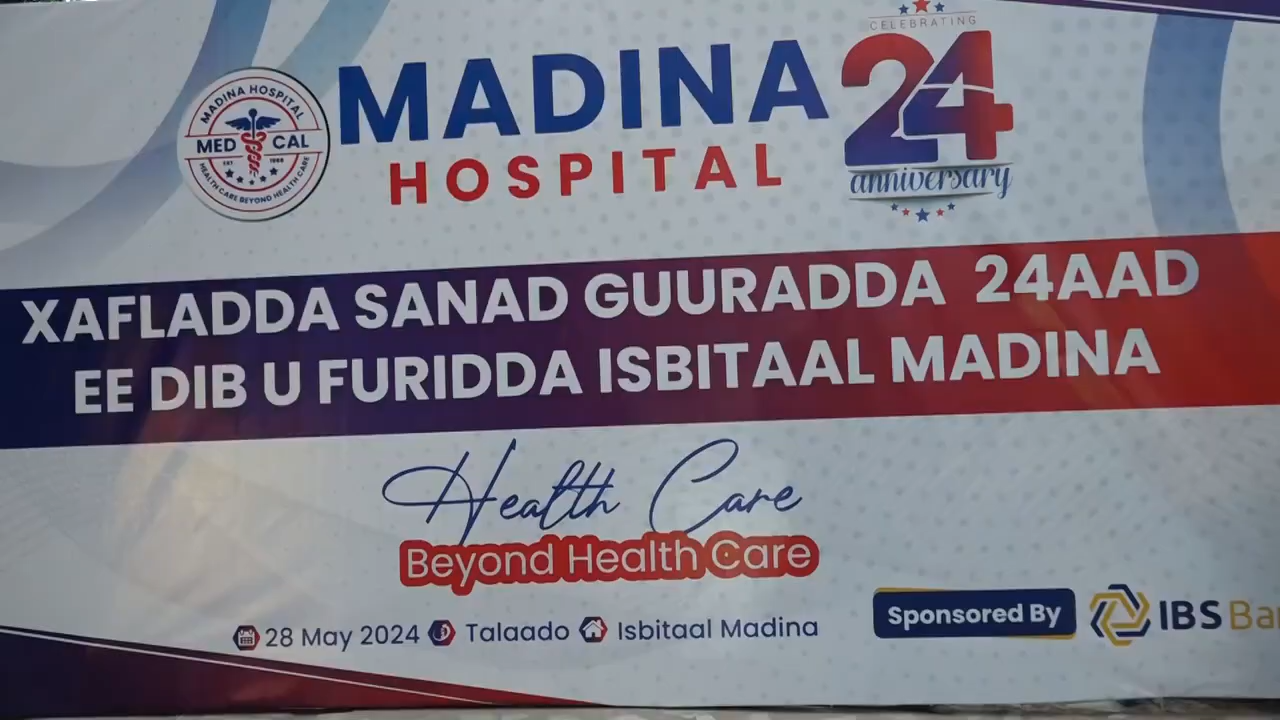 CELEBRATING
MADINA 24
HOSPITAL
anniversary
MADINA HOSPITAL
MED CAL
EST
HEALTH CARE BEYOND HEALTH CARE
XAFLADDA SANAD GUURADDA 24AAD
EE DIB U FURIDDA ISBITAAL MADINA
Health Care
Beyond Health Care
28 May 2024 Talaado Isbitaal Madina
Sponsored By IBS